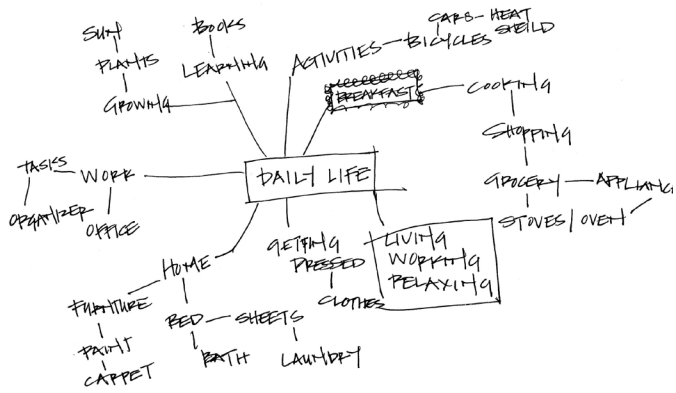 CARS - HEAT
SHEILD
SUN
BOOKS
ACTIVITIES - BICYCLES
PLANTS
LEARNING
GROWING
BREAKFAST
COOKING
SHOPPING
TASKS
WORK
DAILY LIFE
GROCERY - APPLIANC
ORGANIZER
OFFICE
STOVES / OVEN
GETTING
DRESSED
CLOTHES
LIVING
WORKING
RELAXING
HOME
FURNITURE
BED - SHEETS
PAINT
CARPET
BATH
LAUNDRY